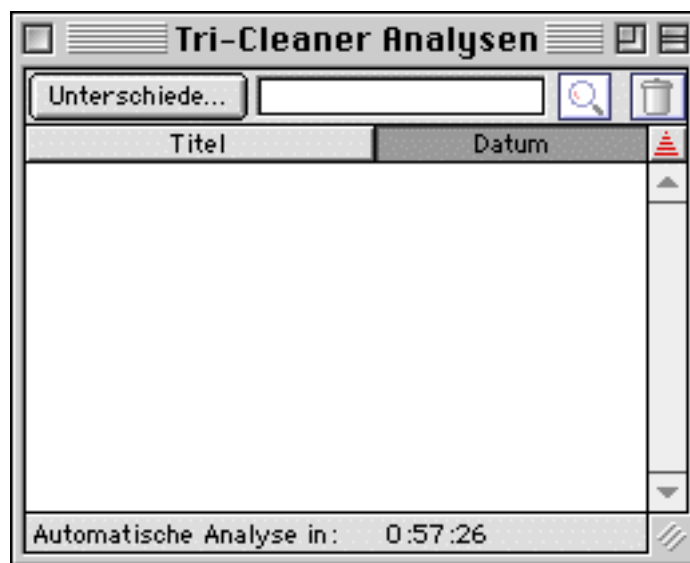 Tri-Cleaner Analysen
Unterschiede...
Titel Datum
Automatische Analyse in: 0:57:26